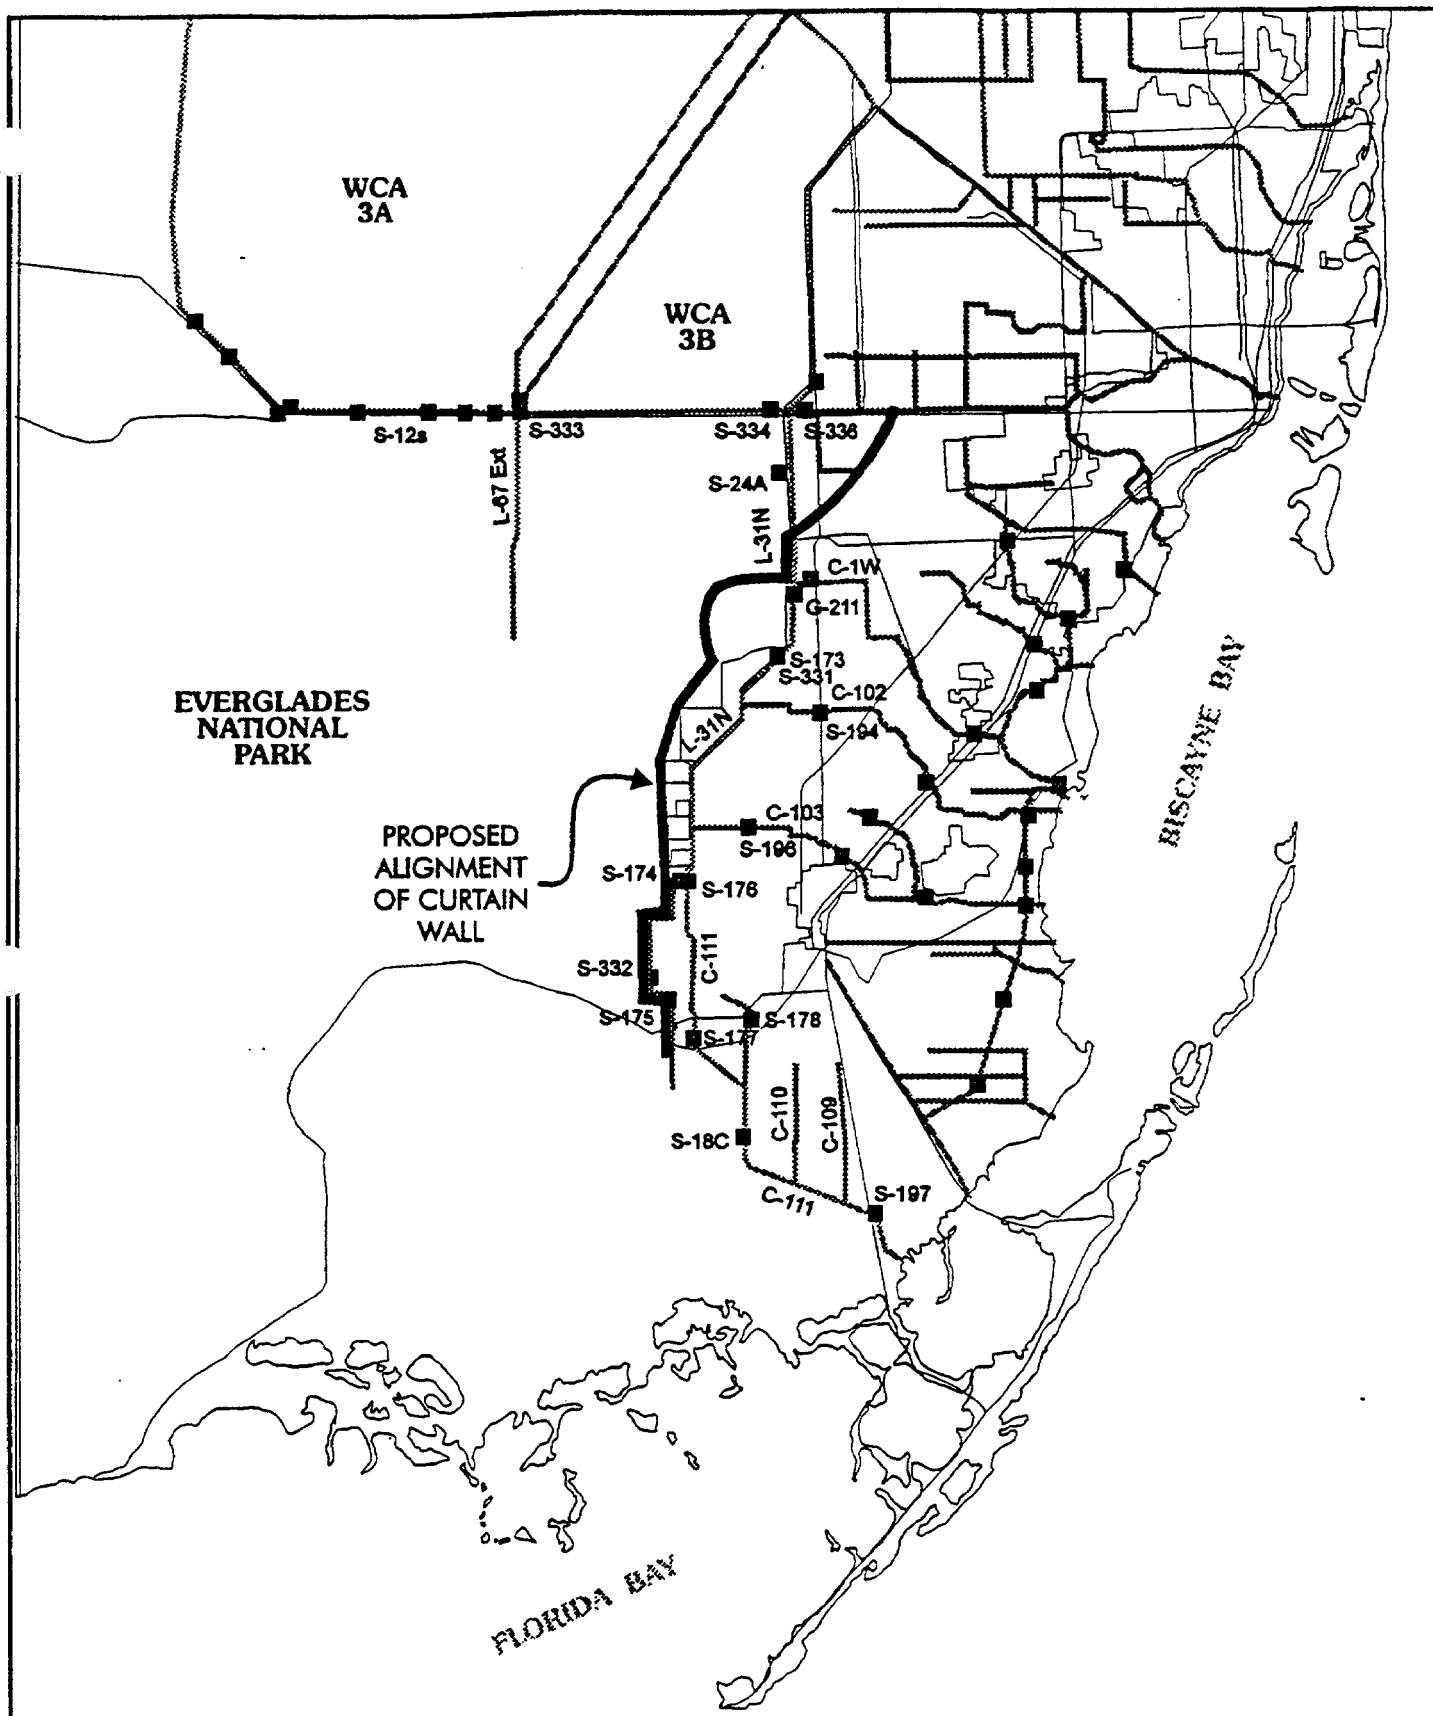 WCA
3A
WCA
3B
S-12s
S-333
S-334
S-336
L-67 Ext
S-24A
L-31N
C-1W
G-211
S-173
S-331
C-102
S-194
L-31N
EVERGLADES
NATIONAL
PARK
BISCAYNE BAY
PROPOSED
ALIGNMENT
OF CURTAIN
WALL
C-103
S-196
S-174
S-176
C-111
S-332
S-175
S-177
S-178
C-110
C-109
S-18C
C-111
S-197
FLORIDA BAY